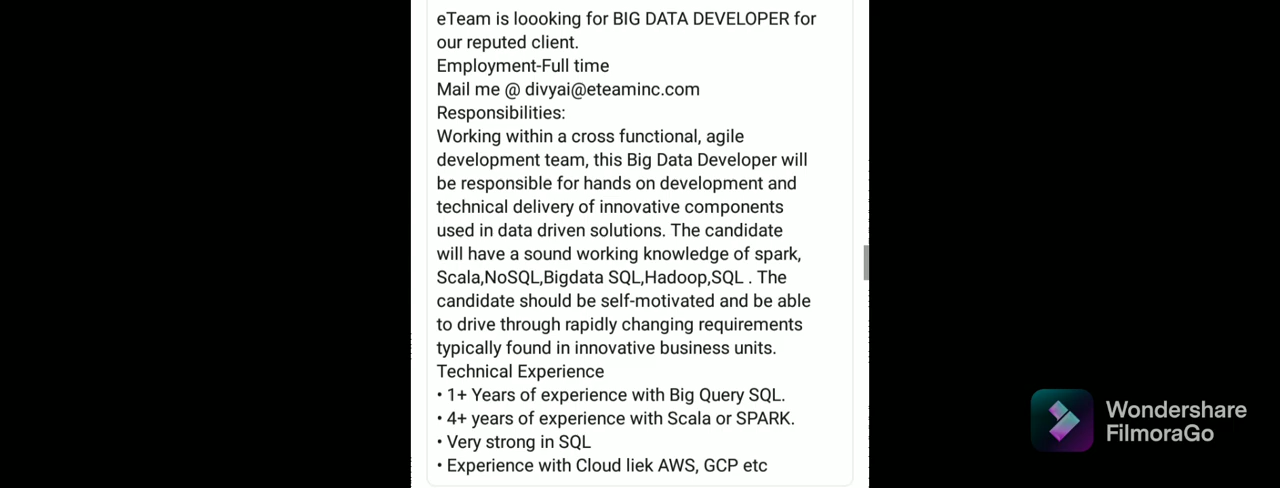 eTeam is loooking for BIG DATA DEVELOPER for
our reputed client.
Employment-Full time
Mail me @ divyai@eteaminc.com
Responsibilities:
Working within a cross functional, agile
development team, this Big Data Developer will
be responsible for hands on development and
technical delivery of innovative components
used in data driven solutions. The candidate
will have a sound working knowledge of spark,
Scala,NoSQL,Bigdata SQL,Hadoop,SQL . The
candidate should be self-motivated and be able
to drive through rapidly changing requirements
typically found in innovative business units.
Technical Experience
• 1+ Years of experience with Big Query SQL.
• 4+ years of experience with Scala or SPARK.
• Very strong in SQL
• Experience with Cloud liek AWS, GCP etc
Wondershare
FilmoraGo